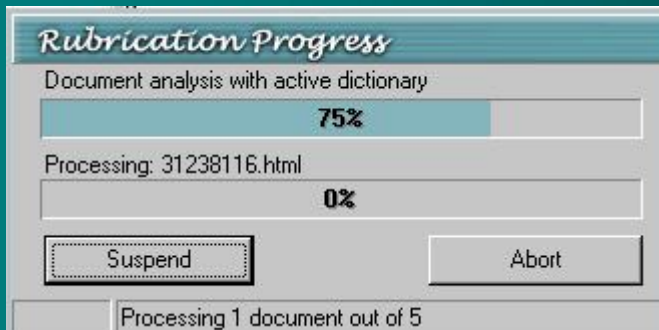 Rubrication Progress
Document analysis with active dictionary
75%
Processing: 31238116.html
0%
Suspend Abort
Processing 1 document out of 5